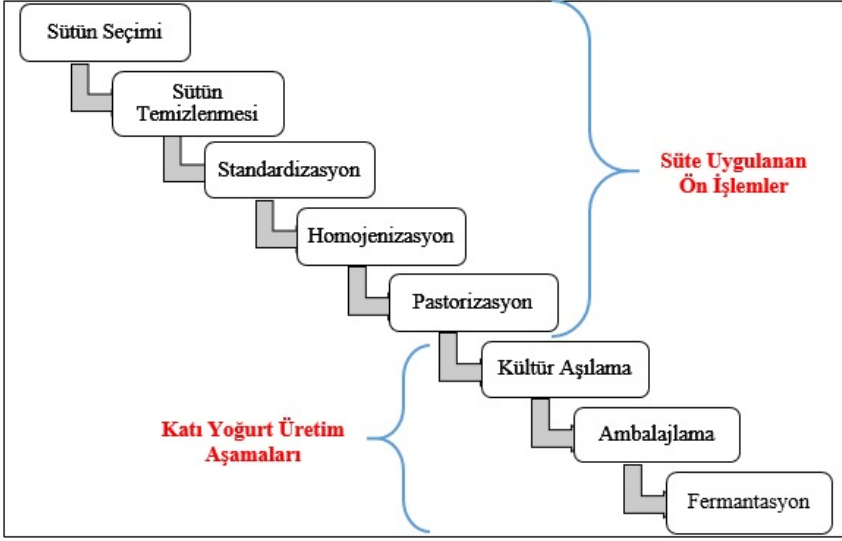 Sütün Seçimi
Sütün
Temizlenmesi
Standardizasyon
Süte Uygulanan
Ön İşlemler
Homojenizasyon
Pastorizasyon
Kültür Aşılama
Katı Yoğurt Üretim
Aşamaları
Ambalajlama
Fermantasyon